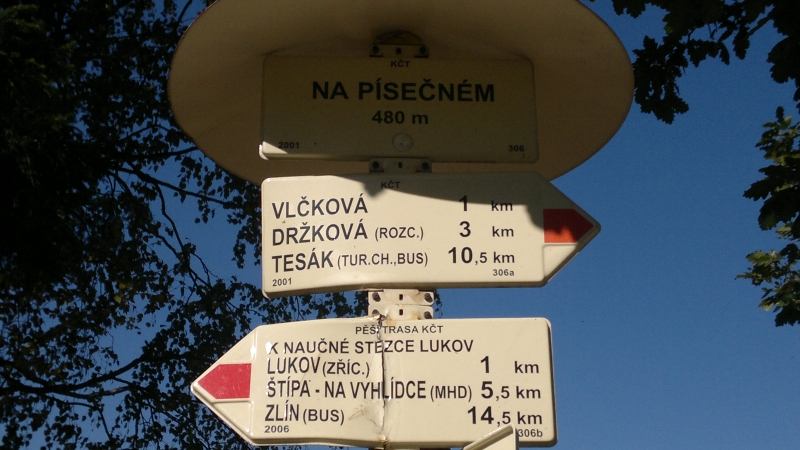 KČT
NA PÍSEČNÉM
480 m
2001 306
KČT
VLČKOVÁ 1 km
DRŽKOVÁ (ROZC.) 3 km
TESÁK (TUR.CH.,BUS) 10,5 km
2001 306a
PĚŠÍ TRASA KČT
K NAUČNÉ STEZCE LUKOV
LUKOV (ZŘÍC.) 1 km
ŠTÍPA - NA VYHLÍDCE (MHD) 5,5 km
ZLÍN (BUS) 14,5 km
2006 306b